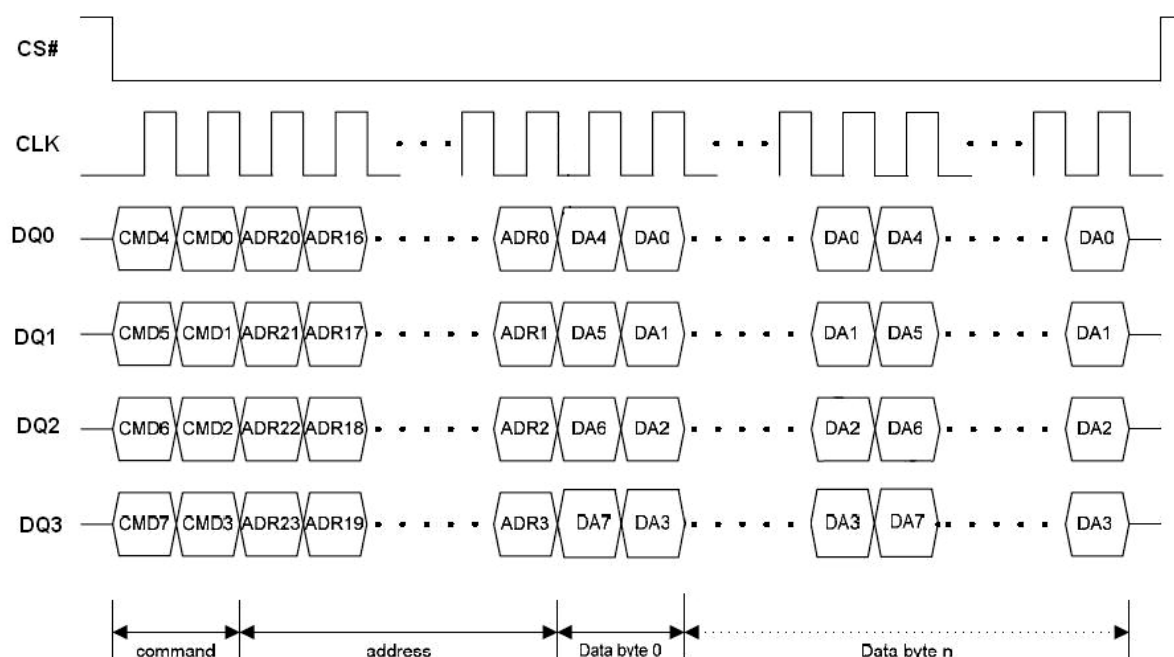 CS#
CLK
DQ0 CMD4 CMD0 ADR20 ADR16 ADR0 DA4 DA0 DA0 DA4 DA0
DQ1 CMD5 CMD1 ADR21 ADR17 ADR1 DA5 DA1 DA1 DA5 DA1
DQ2 CMD6 CMD2 ADR22 ADR18 ADR2 DA6 DA2 DA2 DA6 DA2
DQ3 CMD7 CMD3 ADR23 ADR19 ADR3 DA7 DA3 DA3 DA7 DA3
command address Data byte 0 Data byte n